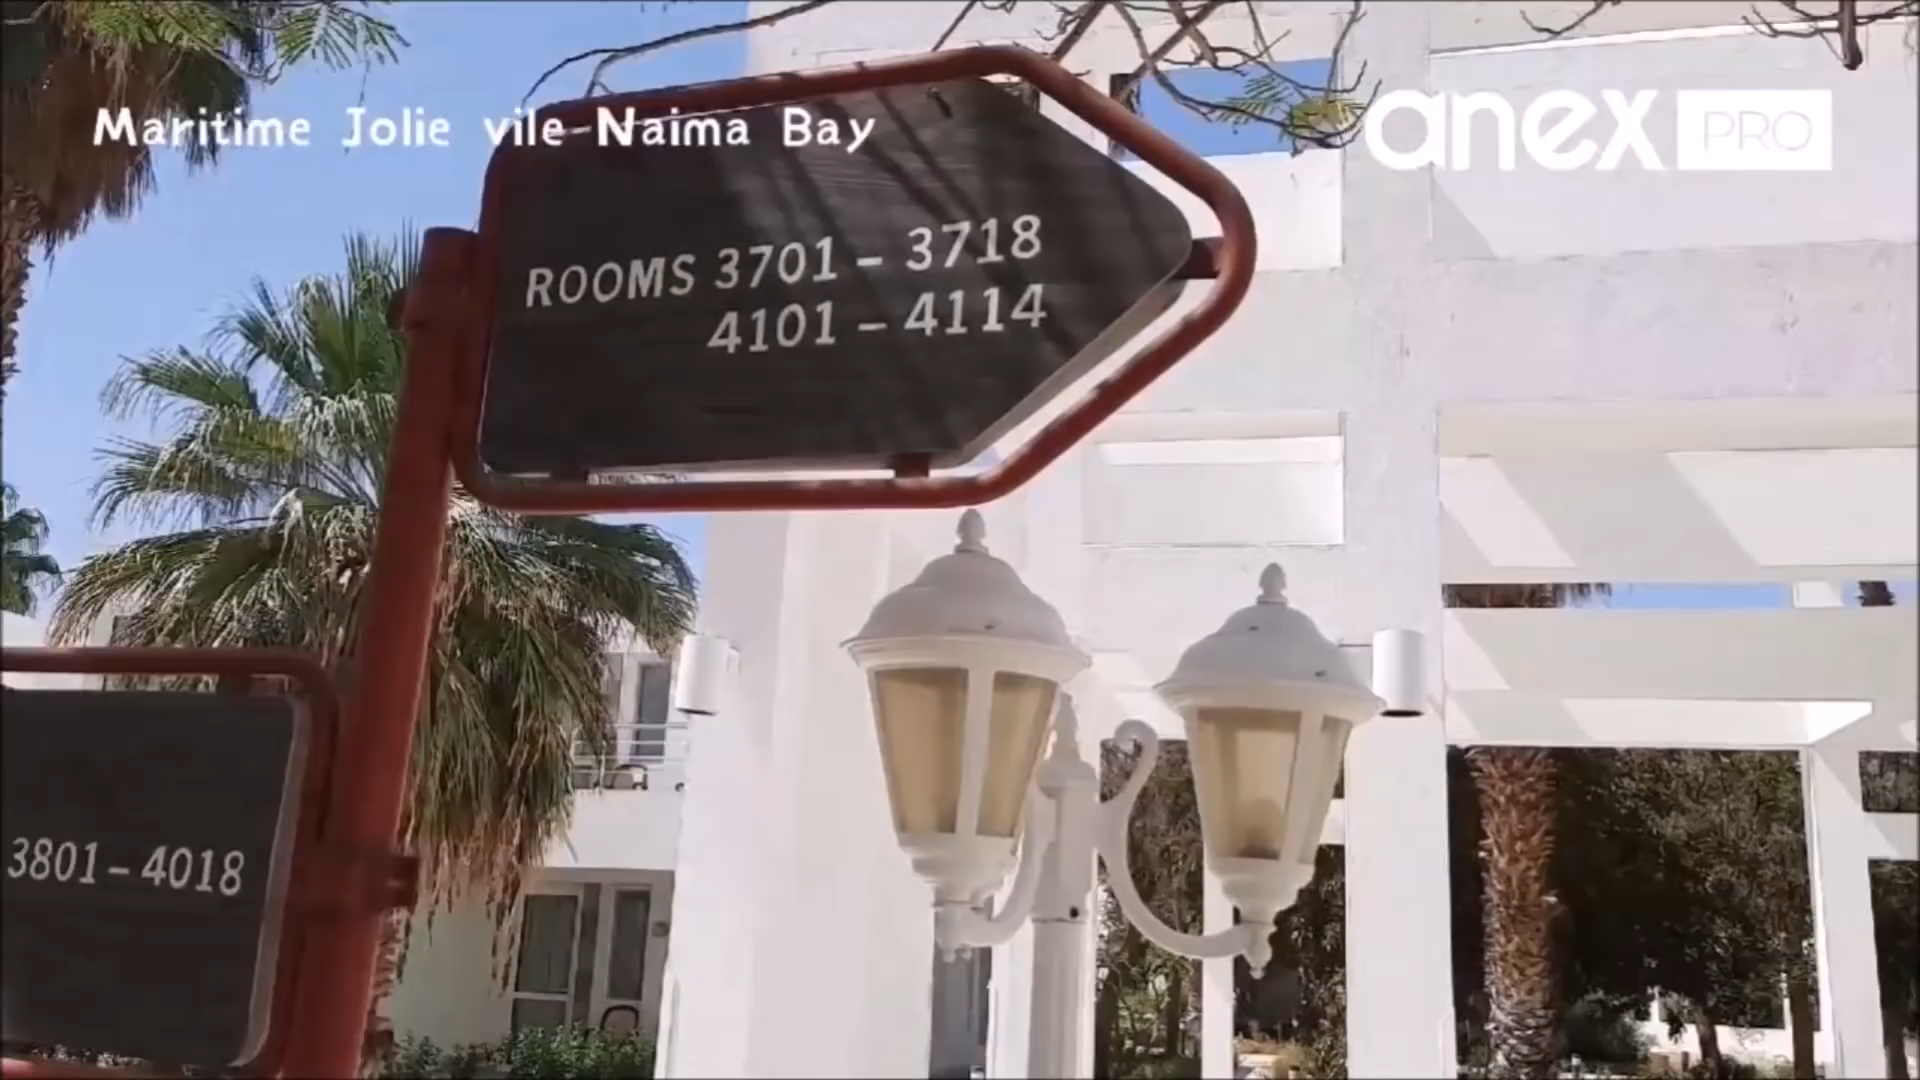 Maritime Jolie vile Naima Bay
anex PRO
ROOMS 3701 – 3718
4101 – 4114
3801 – 4018